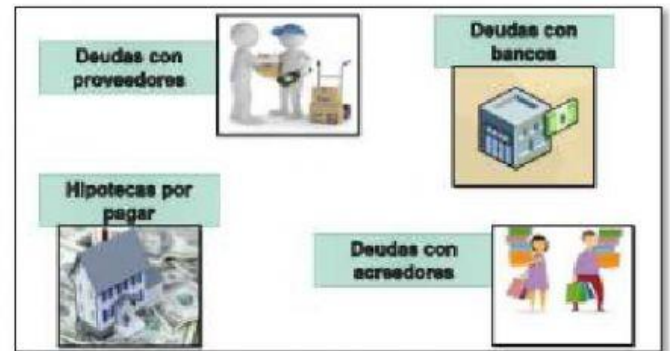 Deudas con
proveedores
Deudas con
bancos
Hipotecas por
pagar
Deudas con
acreedores